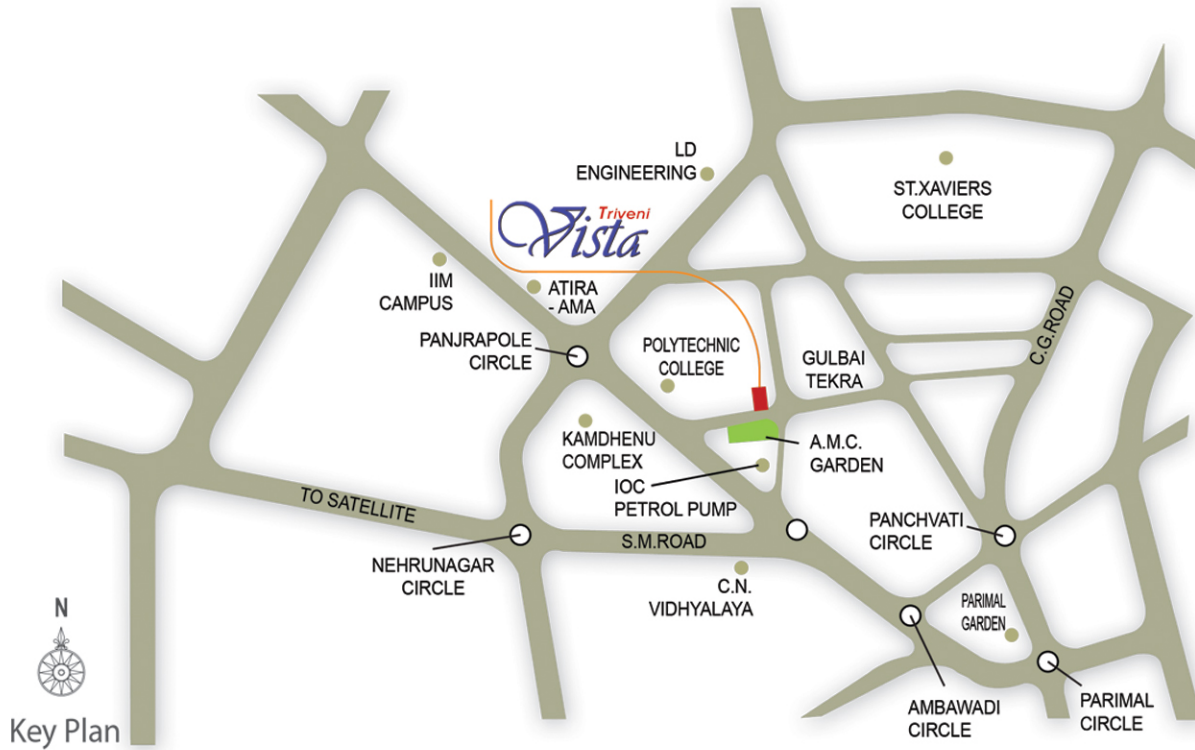 LD
ENGINEERING
ST.XAVIERS
COLLEGE
Triveni
Vista
IIM
CAMPUS
ATIRA
- AMA
PANJRAPOLE
CIRCLE
POLYTECHNIC
COLLEGE
GULBAI
TEKRA
C.G.ROAD
KAMDHENU
COMPLEX
A.M.C.
GARDEN
IOC
PETROL PUMP
TO SATELLITE
S.M.ROAD
PANCHVATI
CIRCLE
NEHRUNAGAR
CIRCLE
C.N.
VIDHYALAYA
PARIMAL
GARDEN
N
AMBAWADI
CIRCLE
PARIMAL
CIRCLE
Key Plan